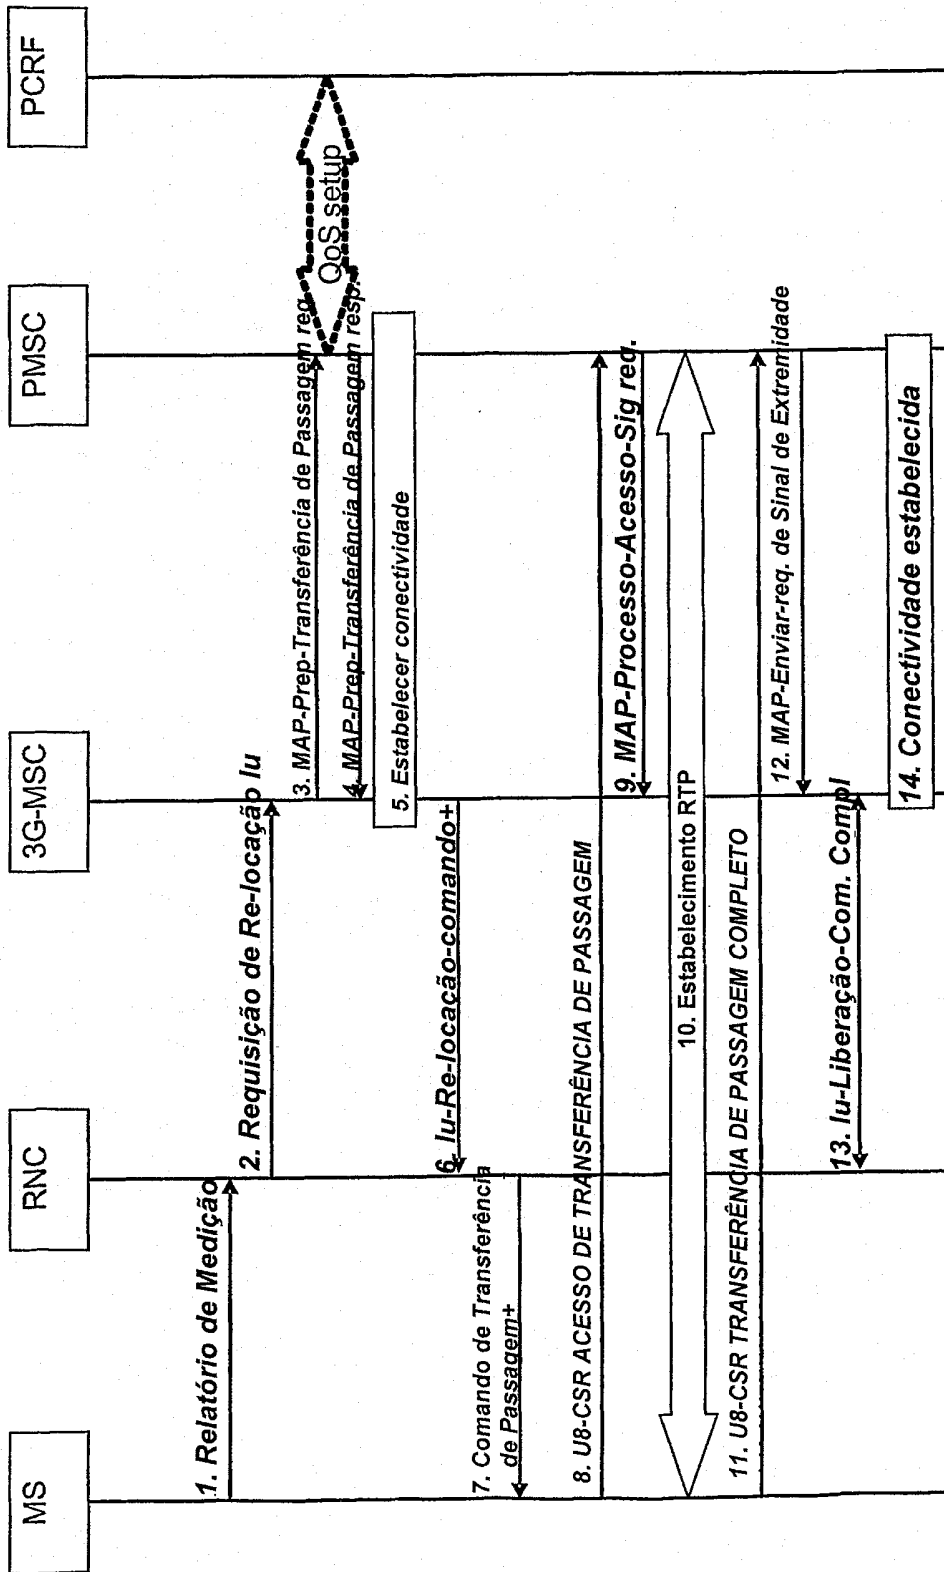 MS
RNC
3G-MSC
PMSC
PCRF
1. Relatório de Medição
2. Requisição de Re-locação Iu
3. MAP-Prep-Transferência de Passagem req.
QoS setup
4. MAP-Prep-Transferência de Passagem resp.
5. Estabelecer conectividade
6. Iu-Re-locação-comando+
7. Comando de Transferência
de Passagem+
8. U8-CSR ACESSO DE TRANSFERÊNCIA DE PASSAGEM
9. MAP-Processo-Acesso-Sig req.
10. Estabelecimento RTP
11. U8-CSR TRANSFERÊNCIA DE PASSAGEM COMPLETO
12. MAP-Enviar-req. de Sinal de Extremidade
13. Iu-Liberação-Com. Compl
14. Conectividade estabelecida